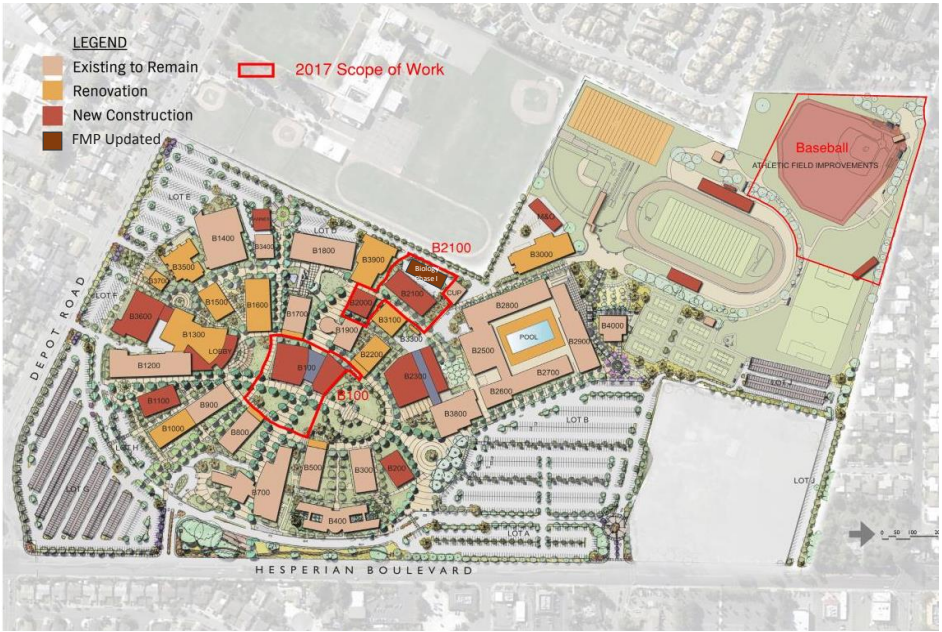 LEGEND
Existing to Remain
Renovation
New Construction
FMP Updated
2017 Scope of Work
Baseball
ATHLETIC FIELD IMPROVEMENTS
LOT E
B1400
B3400
LOT D
B1800
B3900
B2100
Biology
Phase I
B2100
CUP
M&O
B3000
B3500
B3700
B1500
B1600
B1700
B2000
B3100
B3300
B1900
B2200
LOT F
B3600
B1300
LOBBY
B1200
B100
B100
B2300
B2800
POOL
B2900
B2500
B2700
B2600
B4000
B3800
B1100
B900
B1000
B800
LOT H
LOT G
B700
B500
B300
B200
B400
LOT B
LOT A
LOT J
LOT J
DEPOT ROAD
HESPERIAN BOULEVARD